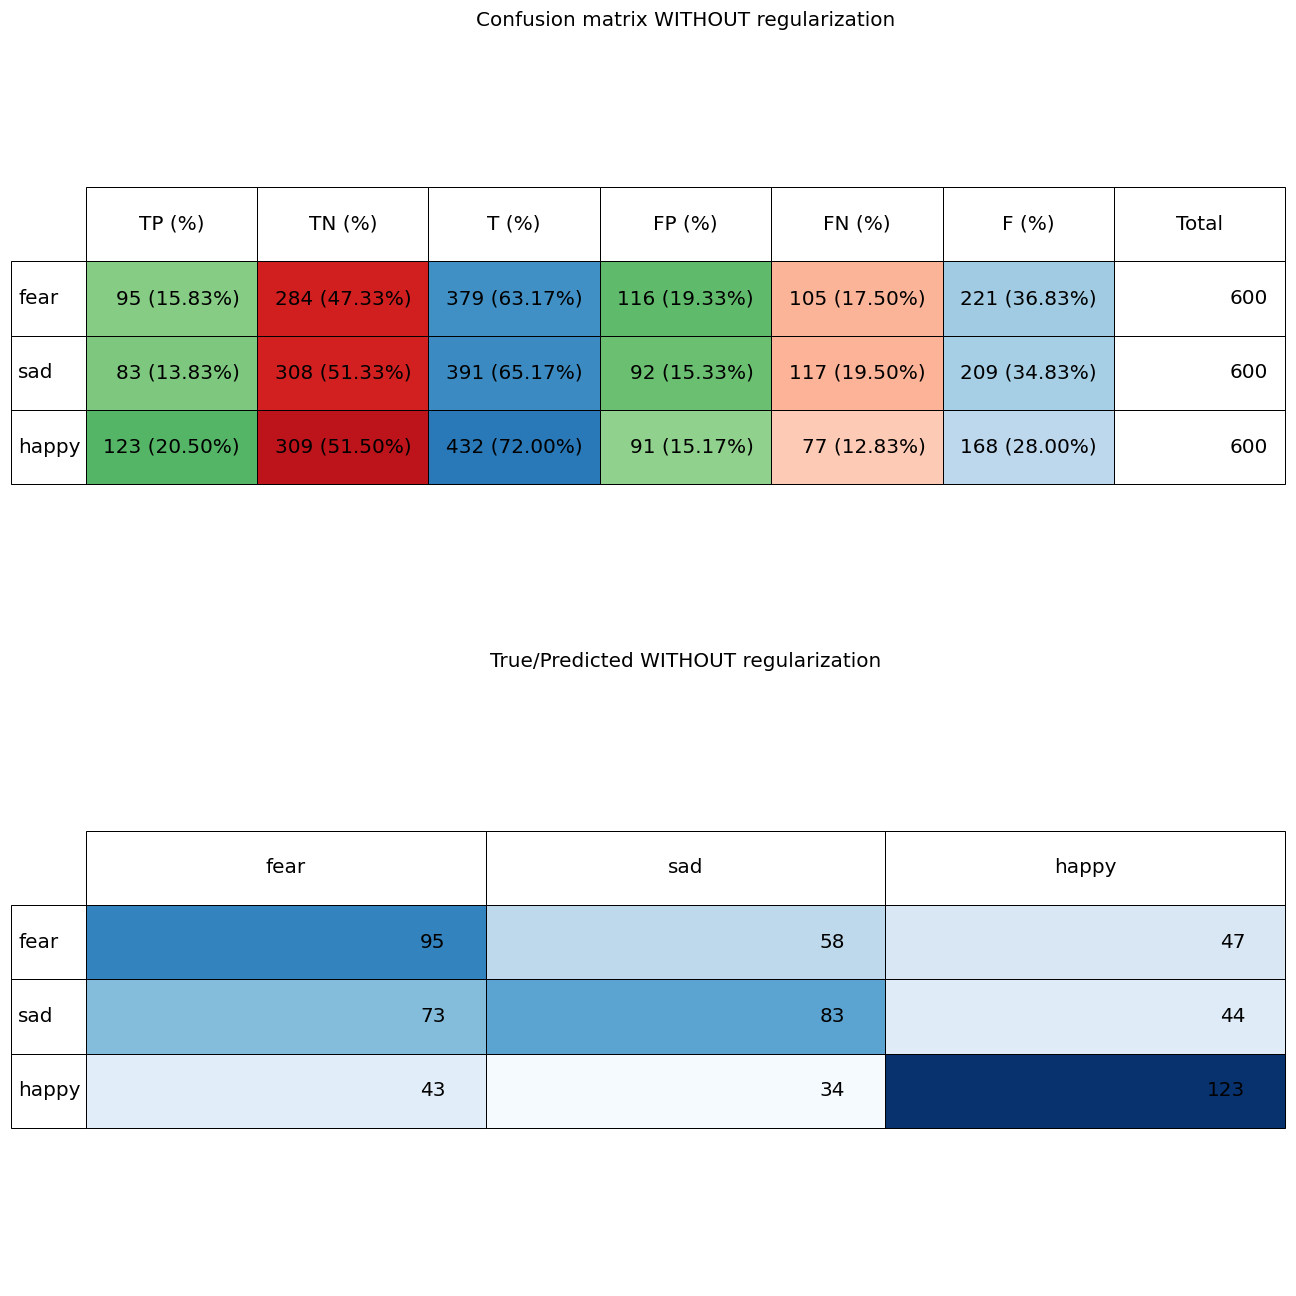 Confusion matrix WITHOUT regularization
TP (%) TN (%) T (%) FP (%) FN (%) F (%) Total
fear 95 (15.83%) 284 (47.33%) 379 (63.17%) 116 (19.33%) 105 (17.50%) 221 (36.83%) 600
sad 83 (13.83%) 308 (51.33%) 391 (65.17%) 92 (15.33%) 117 (19.50%) 209 (34.83%) 600
happy 123 (20.50%) 309 (51.50%) 432 (72.00%) 91 (15.17%) 77 (12.83%) 168 (28.00%) 600
True/Predicted WITHOUT regularization
fear sad happy
fear 95 58 47
sad 73 83 44
happy 43 34 123